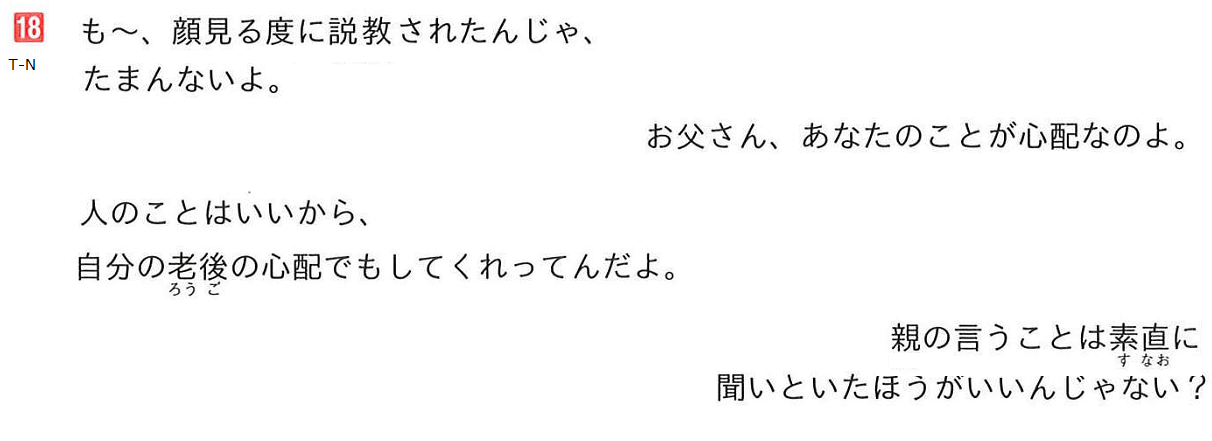 18 も～、顔見る度に説教されたんじゃ、
T-N
たまんないよ。
お父さん、あなたのことが心配なのよ。
人のことはいいから、
自分の老後の心配でもしてくれってんだよ。
ろうご
親の言うことは素直に
すなお
聞いといたほうがいいんじゃない？